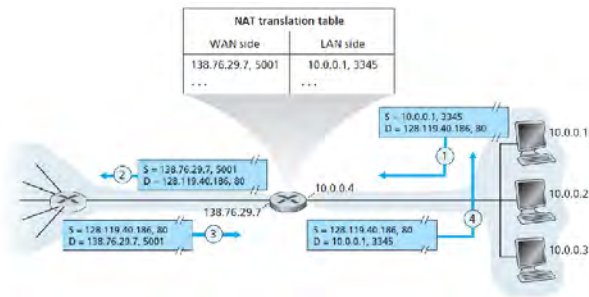 NAT translation table
WAN side LAN side
138.76.29.7, 5001 10.0.0.1, 3345
. . . . . .
S = 10.0.0.1, 3345
D = 128.119.40.186, 80
1
10.0.0.1
2
S = 138.76.29.7, 5001
D = 128.119.40.186, 80
10.0.0.4
10.0.0.2
138.76.29.7
4
S = 128.119.40.186, 80
D = 138.76.29.7, 5001
3
S = 128.119.40.186, 80
D = 10.0.0.1, 3345
10.0.0.3